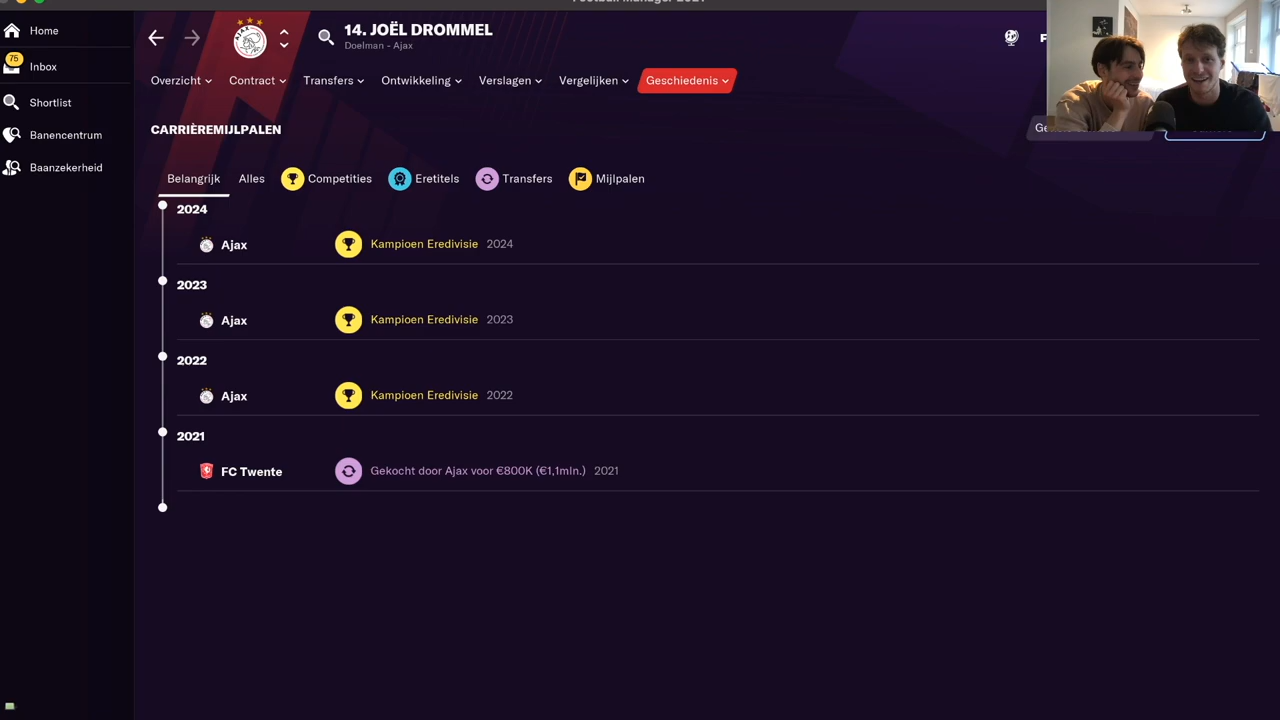 Home
75
Inbox
Shortlist
Banencentrum
Baanzekerheid
14. JOËL DROMMEL
Doelman - Ajax
Overzicht
Contract
Transfers
Ontwikkeling
Verslagen
Vergelijken
Geschiedenis
CARRIÈREMIJLPALEN
Belangrijk
Alles
Competities
Eretitels
Transfers
Mijlpalen
2024
Ajax
Kampioen Eredivisie 2024
2023
Ajax
Kampioen Eredivisie 2023
2022
Ajax
Kampioen Eredivisie 2022
2021
FC Twente
Gekocht door Ajax voor €800K (€1,1mln.) 2021